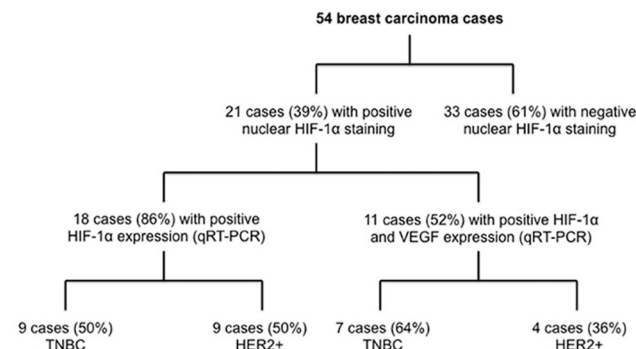 54 breast carcinoma cases
21 cases (39%) with positive
nuclear HIF-1α staining
33 cases (61%) with negative
nuclear HIF-1α staining
18 cases (86%) with positive
HIF-1α expression (qRT-PCR)
11 cases (52%) with positive HIF-1α
and VEGF expression (qRT-PCR)
9 cases (50%)
TNBC
9 cases (50%)
HER2+
7 cases (64%)
TNBC
4 cases (36%)
HER2+